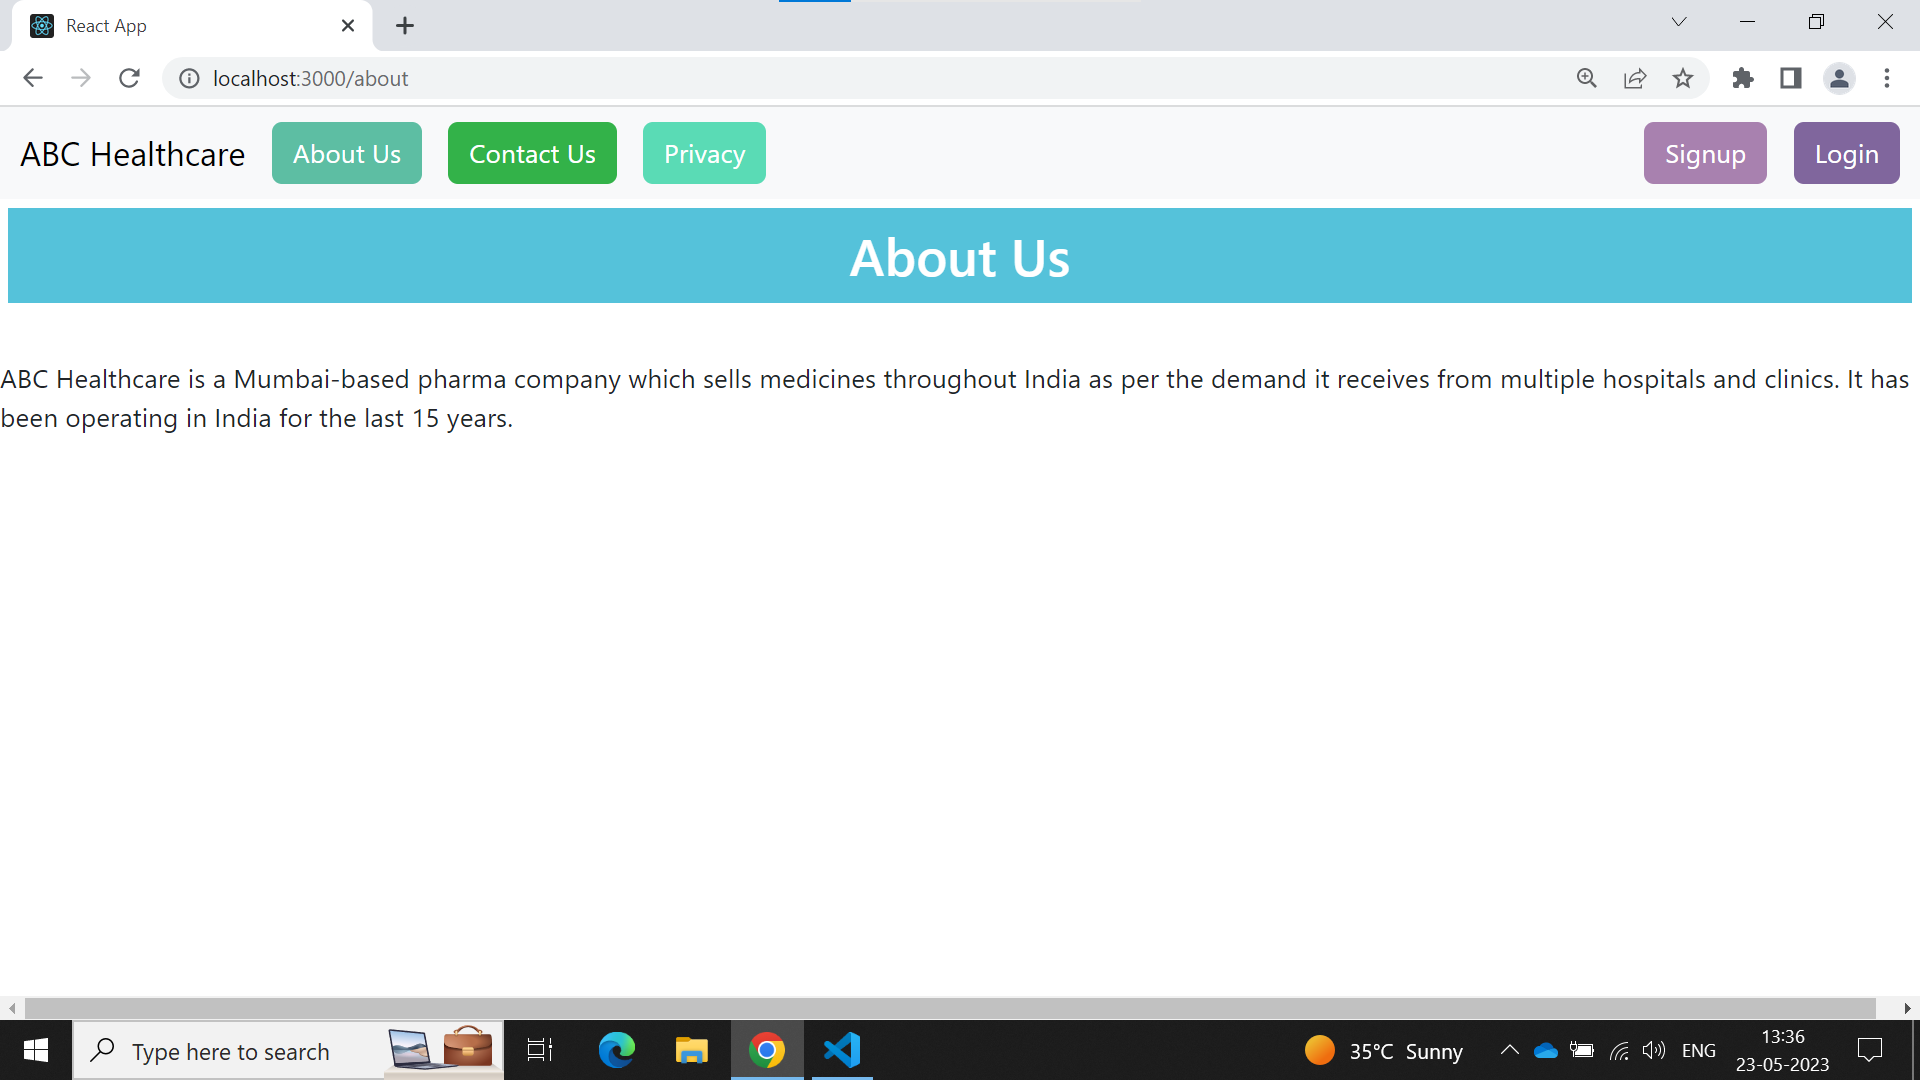 React App
localhost:3000/about
ABC Healthcare About Us Contact Us Privacy Signup Login
About Us
ABC Healthcare is a Mumbai-based pharma company which sells medicines throughout India as per the demand it receives from multiple hospitals and clinics. It has
been operating in India for the last 15 years.
Type here to search 35°C Sunny ENG 13:36
23-05-2023